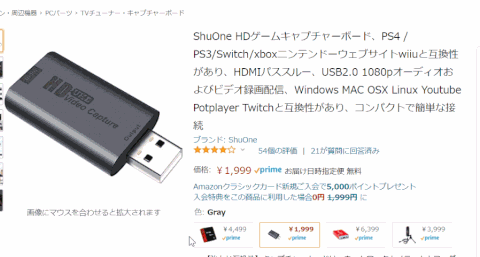 ン・周辺機器 › PCパーツ › TVチューナー・キャプチャーボード
ShuOne HDゲームキャプチャーボード、PS4 /
PS3/Switch/xboxニンテンドーウェブサイトwiiuと互換性
があり、HDMIパススルー、USB2.0 1080pオーディオお
よびビデオ録画配信、Windows MAC OSX Linux Youtube
Potplayer Twitchと互換性があり、コンパクトで簡単な接
続
ブランド: ShuOne
54個の評価 | 21が質問に回答済み
価格: ¥1,999 prime お届け日時指定便 無料
Amazonクラシックカード新規ご入会で5,000ポイントプレゼント
入会特典をこの商品に利用した場合0円 1,999円 に
色: Gray
¥4,499 prime
¥1,999 prime
¥6,399 prime
¥3,999 prime
HD USB
Video Capture
Output
画像にマウスを合わせると拡大されます